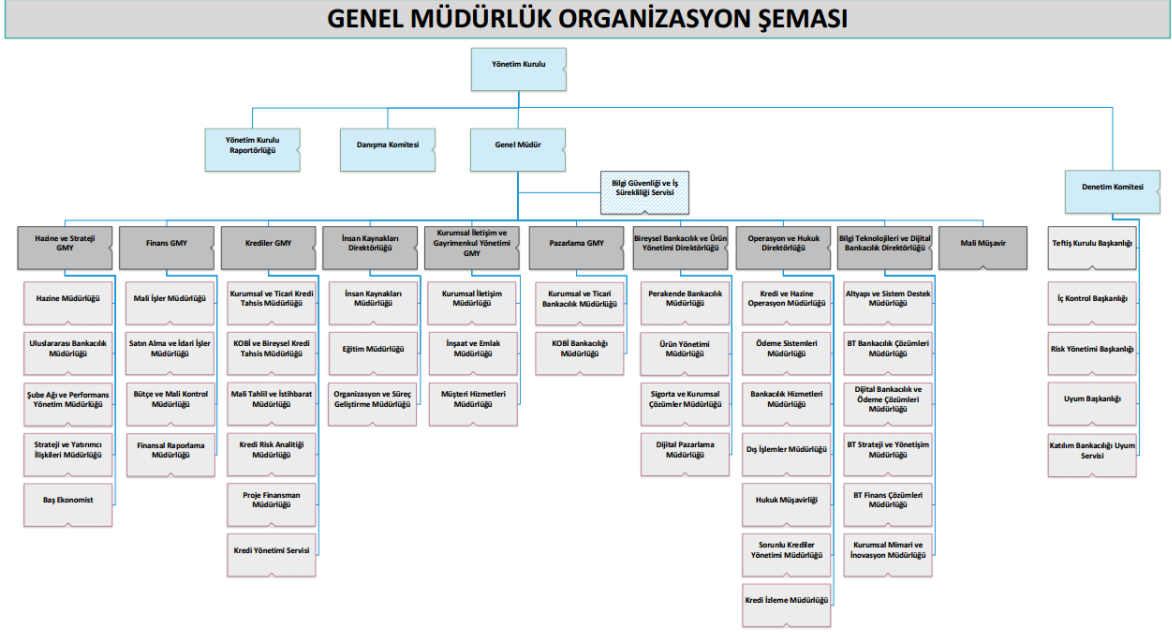 GENEL MÜDÜRLÜK ORGANİZASYON ŞEMASI
Yönetim Kurulu
Yönetim Kurulu
Raportörlüğü
Danışma Komitesi
Genel Müdür
Bilgi Güvenliği ve İş
Sürekliliği Servisi
Denetim Komitesi
Hazine ve Strateji
GMY
Finans GMY
Krediler GMY
İnsan Kaynakları
Direktörlüğü
Kurumsal İletişim ve
Gayrimenkul Yönetimi
GMY
Pazarlama GMY
Bireysel Bankacılık ve Ürün
Yönetimi Direktörlüğü
Operasyon ve Hukuk
Direktörlüğü
Bilgi Teknolojileri ve Dijital
Bankacılık Direktörlüğü
Mali Müşavir
Teftiş Kurulu Başkanlığı
Hazine Müdürlüğü
Mali İşler Müdürlüğü
Kurumsal ve Ticari Kredi
Tahsis Müdürlüğü
İnsan Kaynakları
Müdürlüğü
Kurumsal İletişim
Müdürlüğü
Kurumsal ve Ticari
Bankacılık Müdürlüğü
Perakende Bankacılık
Müdürlüğü
Kredi ve Hazine
Operasyon Müdürlüğü
Altyapı ve Sistem Destek
Müdürlüğü
İç Kontrol Başkanlığı
Uluslararası Bankacılık
Müdürlüğü
Satın Alma ve İdari İşler
Müdürlüğü
KOBİ ve Bireysel Kredi
Tahsis Müdürlüğü
Eğitim Müdürlüğü
İnşaat ve Emlak
Müdürlüğü
KOBİ Bankacılığı
Müdürlüğü
Ürün Yönetimi
Müdürlüğü
Ödeme Sistemleri
Müdürlüğü
BT Bankacılık Çözümleri
Müdürlüğü
Risk Yönetimi Başkanlığı
Şube Ağı ve Performans
Yönetim Müdürlüğü
Bütçe ve Mali Kontrol
Müdürlüğü
Mali Tahlil ve İstihbarat
Müdürlüğü
Organizasyon ve Süreç
Geliştirme Müdürlüğü
Müşteri Hizmetleri
Müdürlüğü
Sigorta ve Kurumsal
Çözümler Müdürlüğü
Bankacılık Hizmetleri
Müdürlüğü
Dijital Bankacılık ve
Ödeme Çözümleri
Müdürlüğü
Uyum Başkanlığı
Strateji ve Yatırımcı
İlişkileri Müdürlüğü
Finansal Raporlama
Müdürlüğü
Kredi Risk Analitiği
Müdürlüğü
Dijital Pazarlama
Müdürlüğü
Dış İşlemler Müdürlüğü
BT Strateji ve Yönetişim
Müdürlüğü
Katılım Bankacılığı Uyum
Servisi
Baş Ekonomist
Proje Finansman
Müdürlüğü
Hukuk Müşavirliği
BT Finans Çözümleri
Müdürlüğü
Kredi Yönetimi Servisi
Sorunlu Krediler
Yönetimi Müdürlüğü
Kurumsal Mimari ve
İnovasyon Müdürlüğü
Kredi İzleme Müdürlüğü